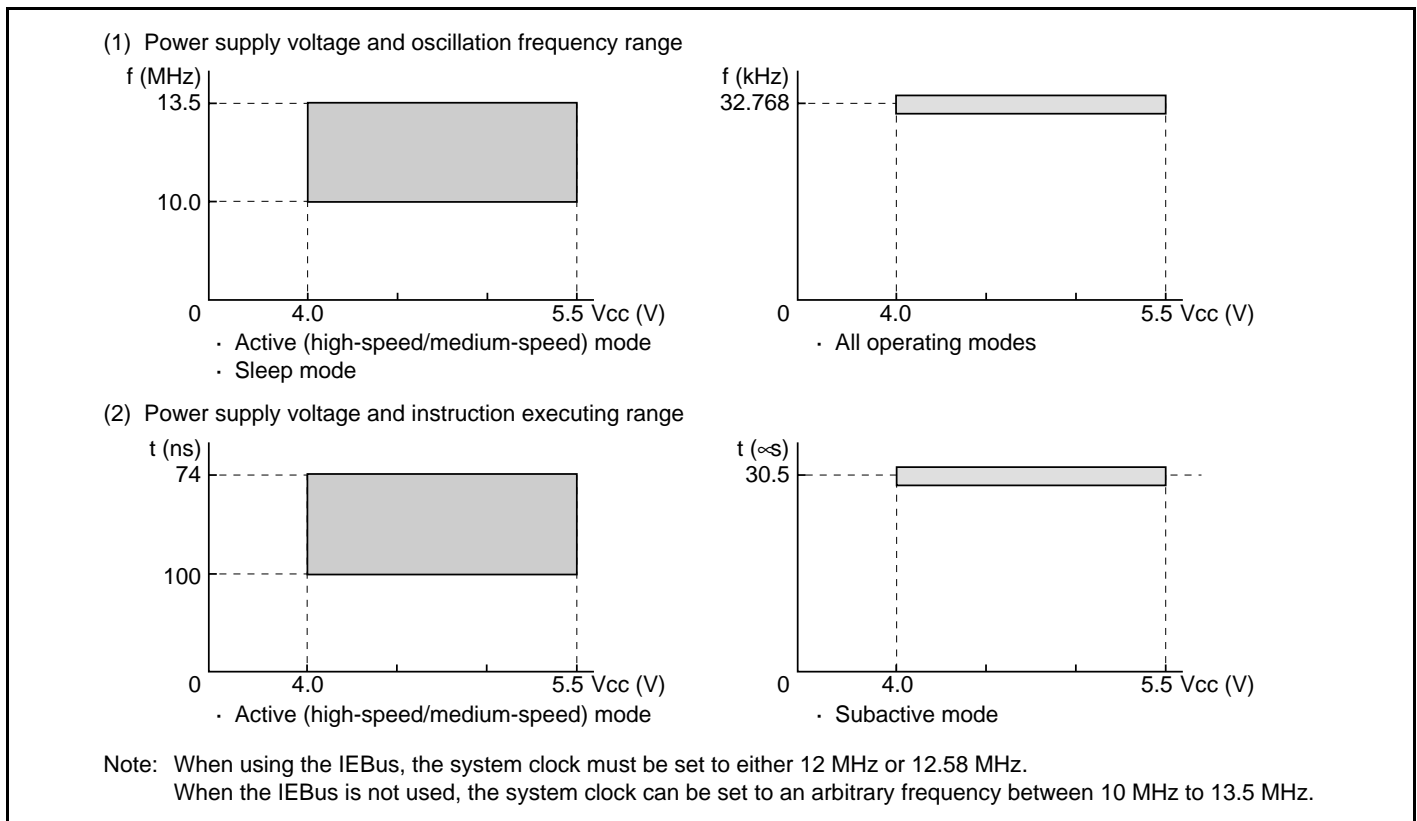 (1) Power supply voltage and oscillation frequency range
f (MHz)
13.5
10.0
0
4.0
5.5 Vcc (V)
· Active (high-speed/medium-speed) mode
· Sleep mode
f (kHz)
32.768
0
4.0
5.5 Vcc (V)
· All operating modes
(2) Power supply voltage and instruction executing range
t (ns)
74
100
0
4.0
5.5 Vcc (V)
· Active (high-speed/medium-speed) mode
t (∝s)
30.5
0
4.0
5.5 Vcc (V)
· Subactive mode
Note: When using the IEBus, the system clock must be set to either 12 MHz or 12.58 MHz.
When the IEBus is not used, the system clock can be set to an arbitrary frequency between 10 MHz to 13.5 MHz.